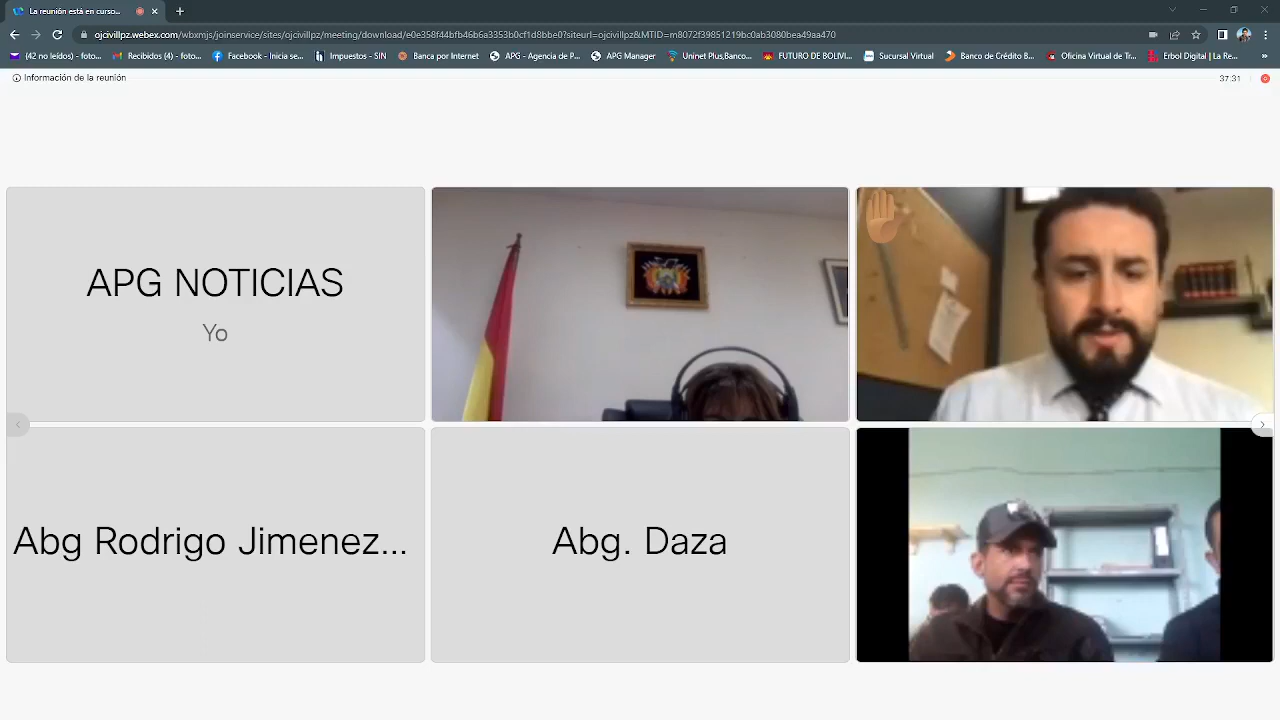 La reunión está en curso...
ojcivillpz.webex.com/wbxmjs/joinservice/sites/ojcivillpz/meeting/download/e0e358f44bf1b46b6a33530cf1c86be0?siteurl=ojcivillpz&MTID=m8072f39851219bc0ab3080bea49aa470
(42 no leídos) - foto...
Recibidos (4) - foto...
Facebook - Inicia se...
Impuestos – SIN
Banca por Internet
APG - Agencia de P...
APG Manager
Uninet Plus,Banco...
FUTURO DE BOLIVI...
Sucursal Virtual
Banco de Crédito B...
Oficina Virtual de Tr...
Erbol Digital | La Re...
»
Información de la reunión
37:31
APG NOTICIAS
Yo
Abg Rodrigo Jimenez...
Abg. Daza